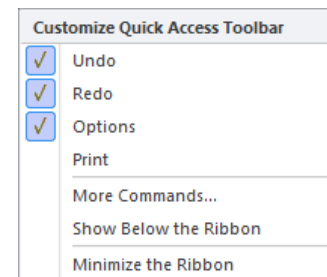 Customize Quick Access Toolbar
Undo
Redo
Options
Print
More Commands...
Show Below the Ribbon
Minimize the Ribbon